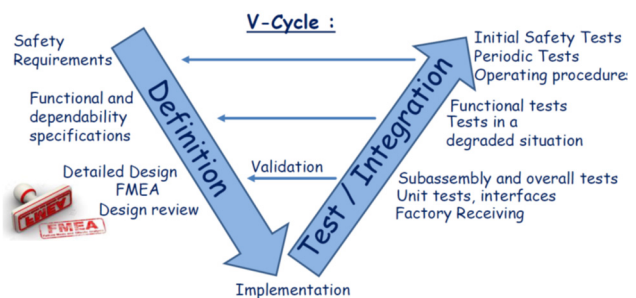 V-Cycle :
Safety
Requirements
Initial Safety Tests
Periodic Tests
Operating procedures
Definition
Test / Integration
Functional and
dependability
specifications
Functional tests
Tests in a
degraded situation
Detailed Design
FMEA
Design review
Validation
Subassembly and overall tests
Unit tests, interfaces
Factory Receiving
FMEA
Implementation